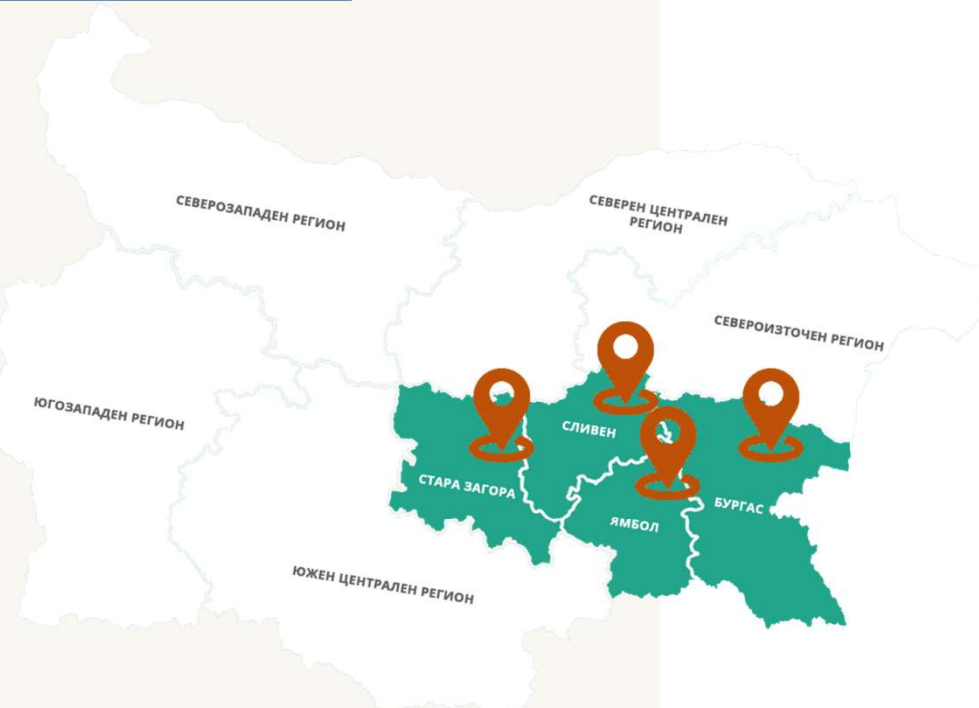 СЕВЕРОЗАПАДЕН РЕГИОН
СЕВЕРЕН ЦЕНТРАЛЕН
РЕГИОН
СЕВЕРОИЗТОЧЕН РЕГИОН
ЮГОЗАПАДЕН РЕГИОН
СЛИВЕН
СТАРА ЗАГОРА
БУРГАС
ЯМБОЛ
ЮЖЕН ЦЕНТРАЛЕН РЕГИОН